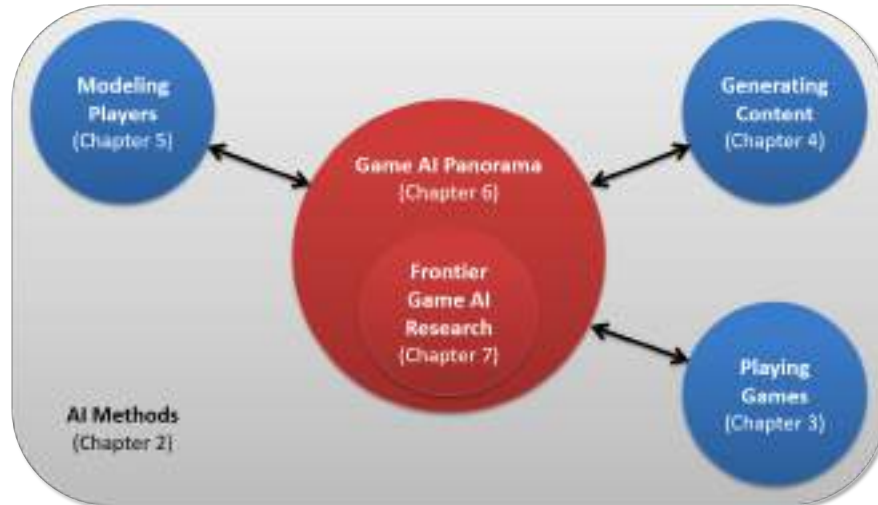 Modeling
Players
(Chapter 5)
Generating
Content
(Chapter 4)
Game AI Panorama
(Chapter 6)
Frontier
Game AI
Research
(Chapter 7)
Playing
Games
(Chapter 3)
AI Methods
(Chapter 2)